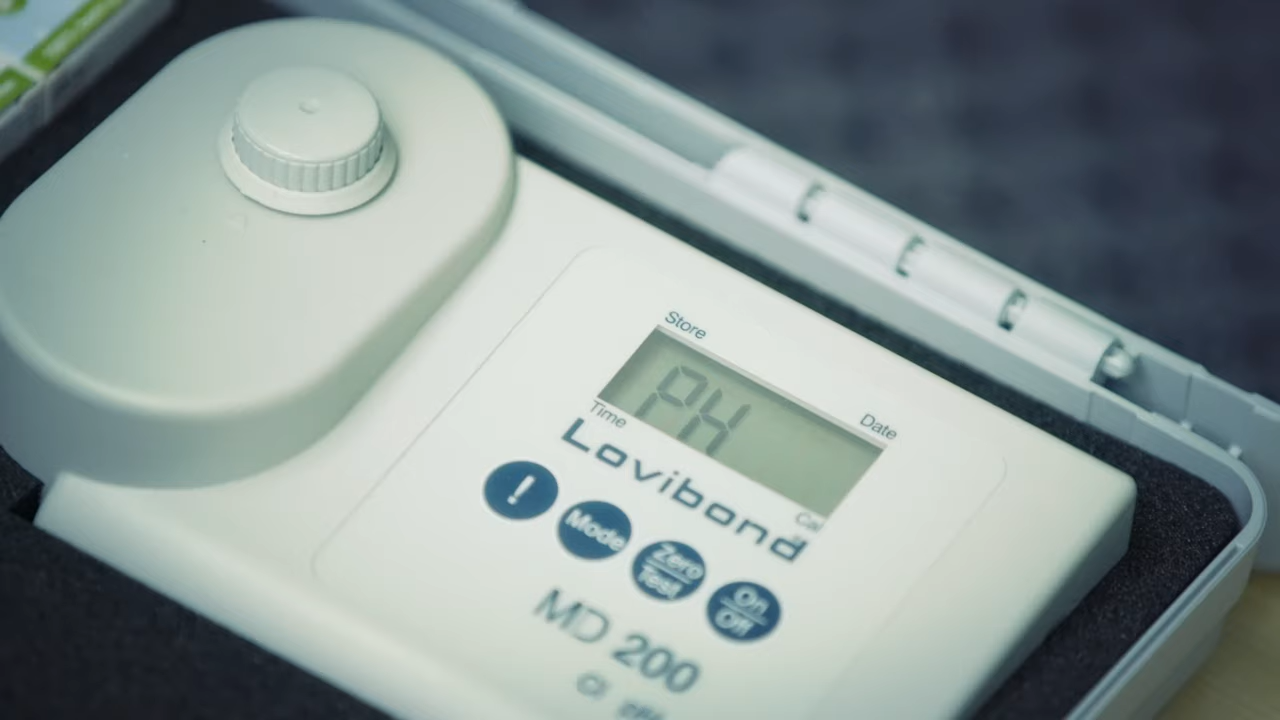 Store
PH
Time
Date
Cal
Lovibond
!
Mode
Zero
Test
On
Off
MD 200